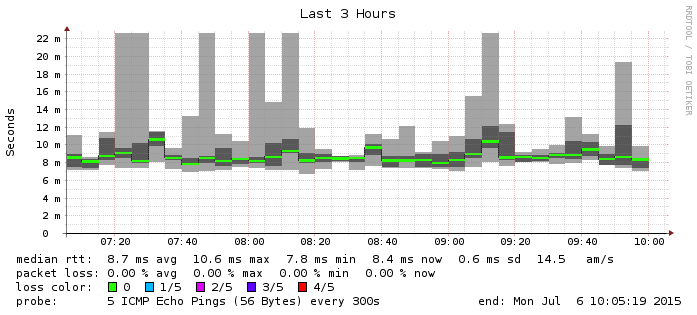 Last 3 Hours
RRDTOOL / TOBI OETIKER
Seconds
22 m
20 m
18 m
16 m
14 m
12 m
10 m
8 m
6 m
4 m
2 m
0
07:20 07:40 08:00 08:20 08:40 09:00 09:20 09:40 10:00
median rtt: 8.7 ms avg 10.6 ms max 7.8 ms min 8.4 ms now 0.6 ms sd 14.5 am/s
packet loss: 0.00 % avg 0.00 % max 0.00 % min 0.00 % now
loss color: 0 1/5 2/5 3/5 4/5
probe: 5 ICMP Echo Pings (56 Bytes) every 300s end: Mon Jul 6 10:05:19 2015